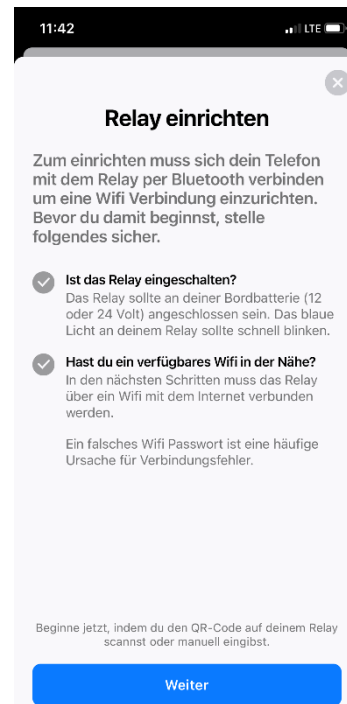 11:42
LTE
Relay einrichten
Zum einrichten muss sich dein Telefon
mit dem Relay per Bluetooth verbinden
um eine Wifi Verbindung einzurichten.
Bevor du damit beginnst, stelle
folgendes sicher.
Ist das Relay eingeschalten?
Das Relay sollte an deiner Bordbatterie (12
oder 24 Volt) angeschlossen sein. Das blaue
Licht an deinem Relay sollte schnell blinken.
Hast du ein verfügbares Wifi in der Nähe?
In den nächsten Schritten muss das Relay
über ein Wifi mit dem Internet verbunden
werden.
Ein falsches Wifi Passwort ist eine häufige
Ursache für Verbindungsfehler.
Beginne jetzt, indem du den QR-Code auf deinem Relay
scannst oder manuell eingibst.
Weiter